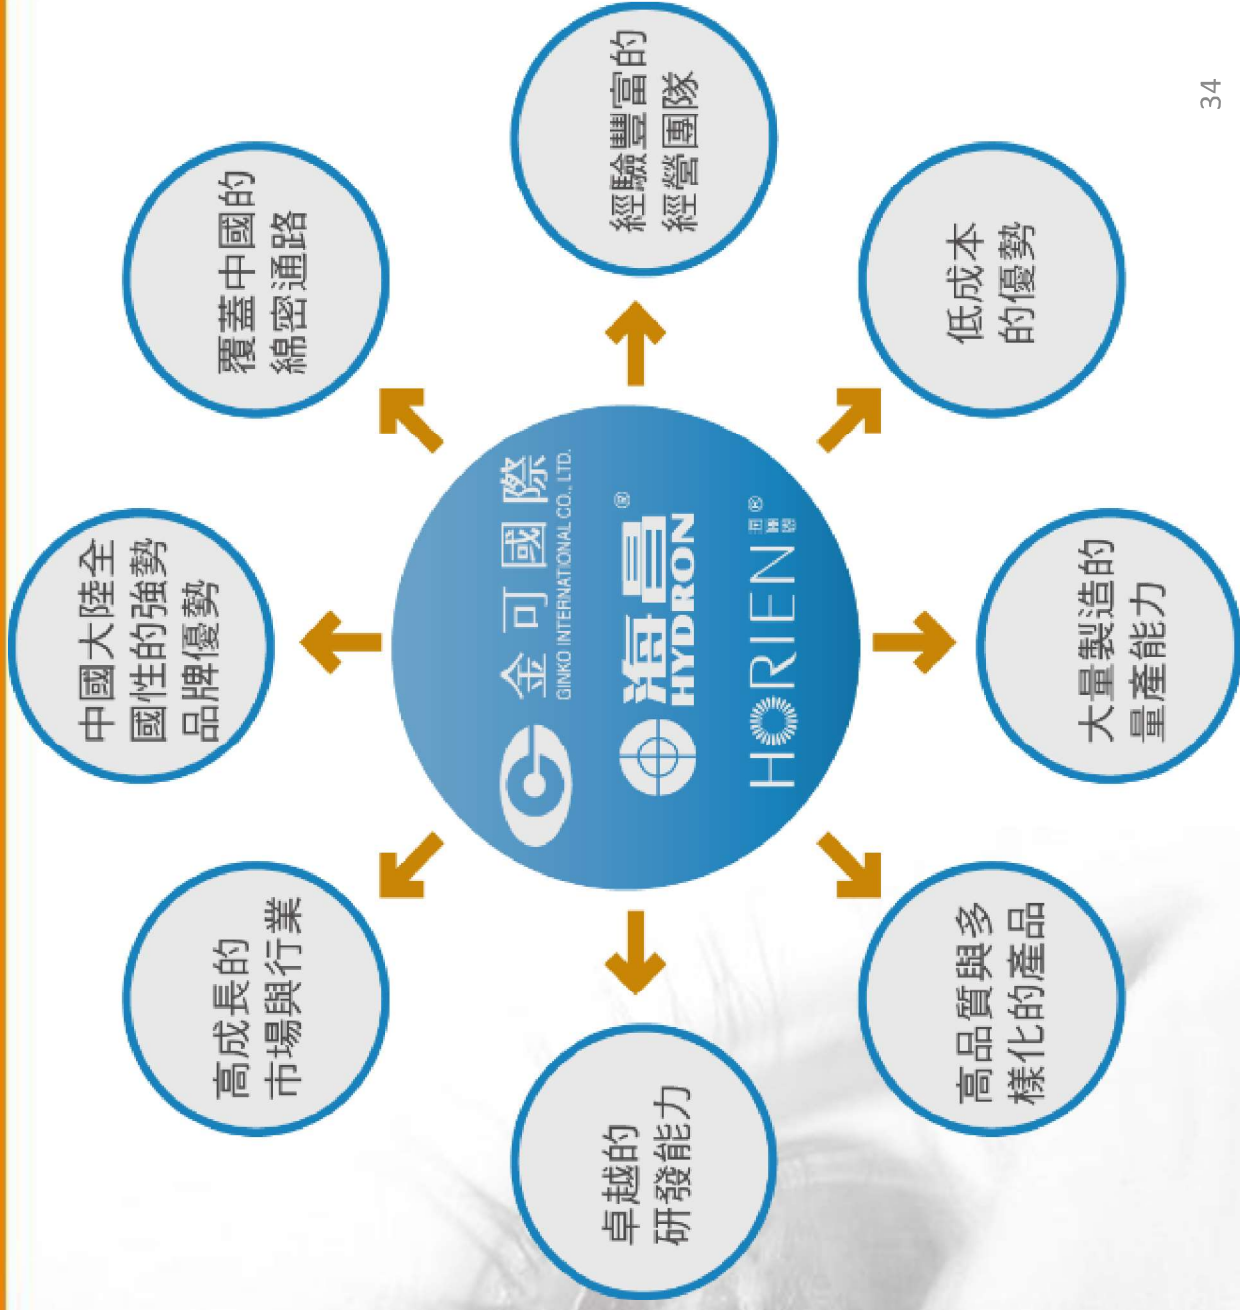 中國大陸全
國性的強勢
品牌優勢
高成長的
市場與行業
覆蓋中國的
綿密通路
金可國際
GINKO INTERNATIONAL CO., LTD.
海昌®
HYDRON
HORIEN®
卓越的
研發能力
經驗豐富的
經營團隊
高品質與多
樣化的產品
低成本
的優勢
大量製造的
量產能力
34